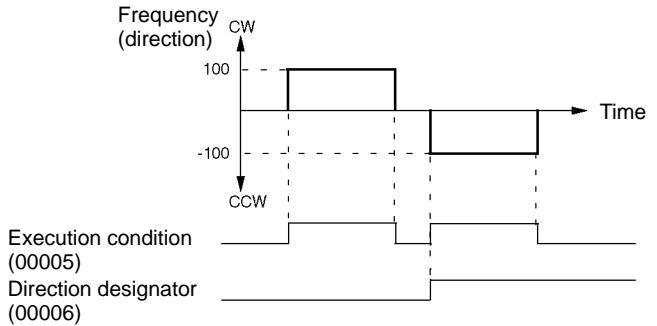 Frequency
(direction)
CW
100
Time
-100
CCW
Execution condition
(00005)
Direction designator
(00006)